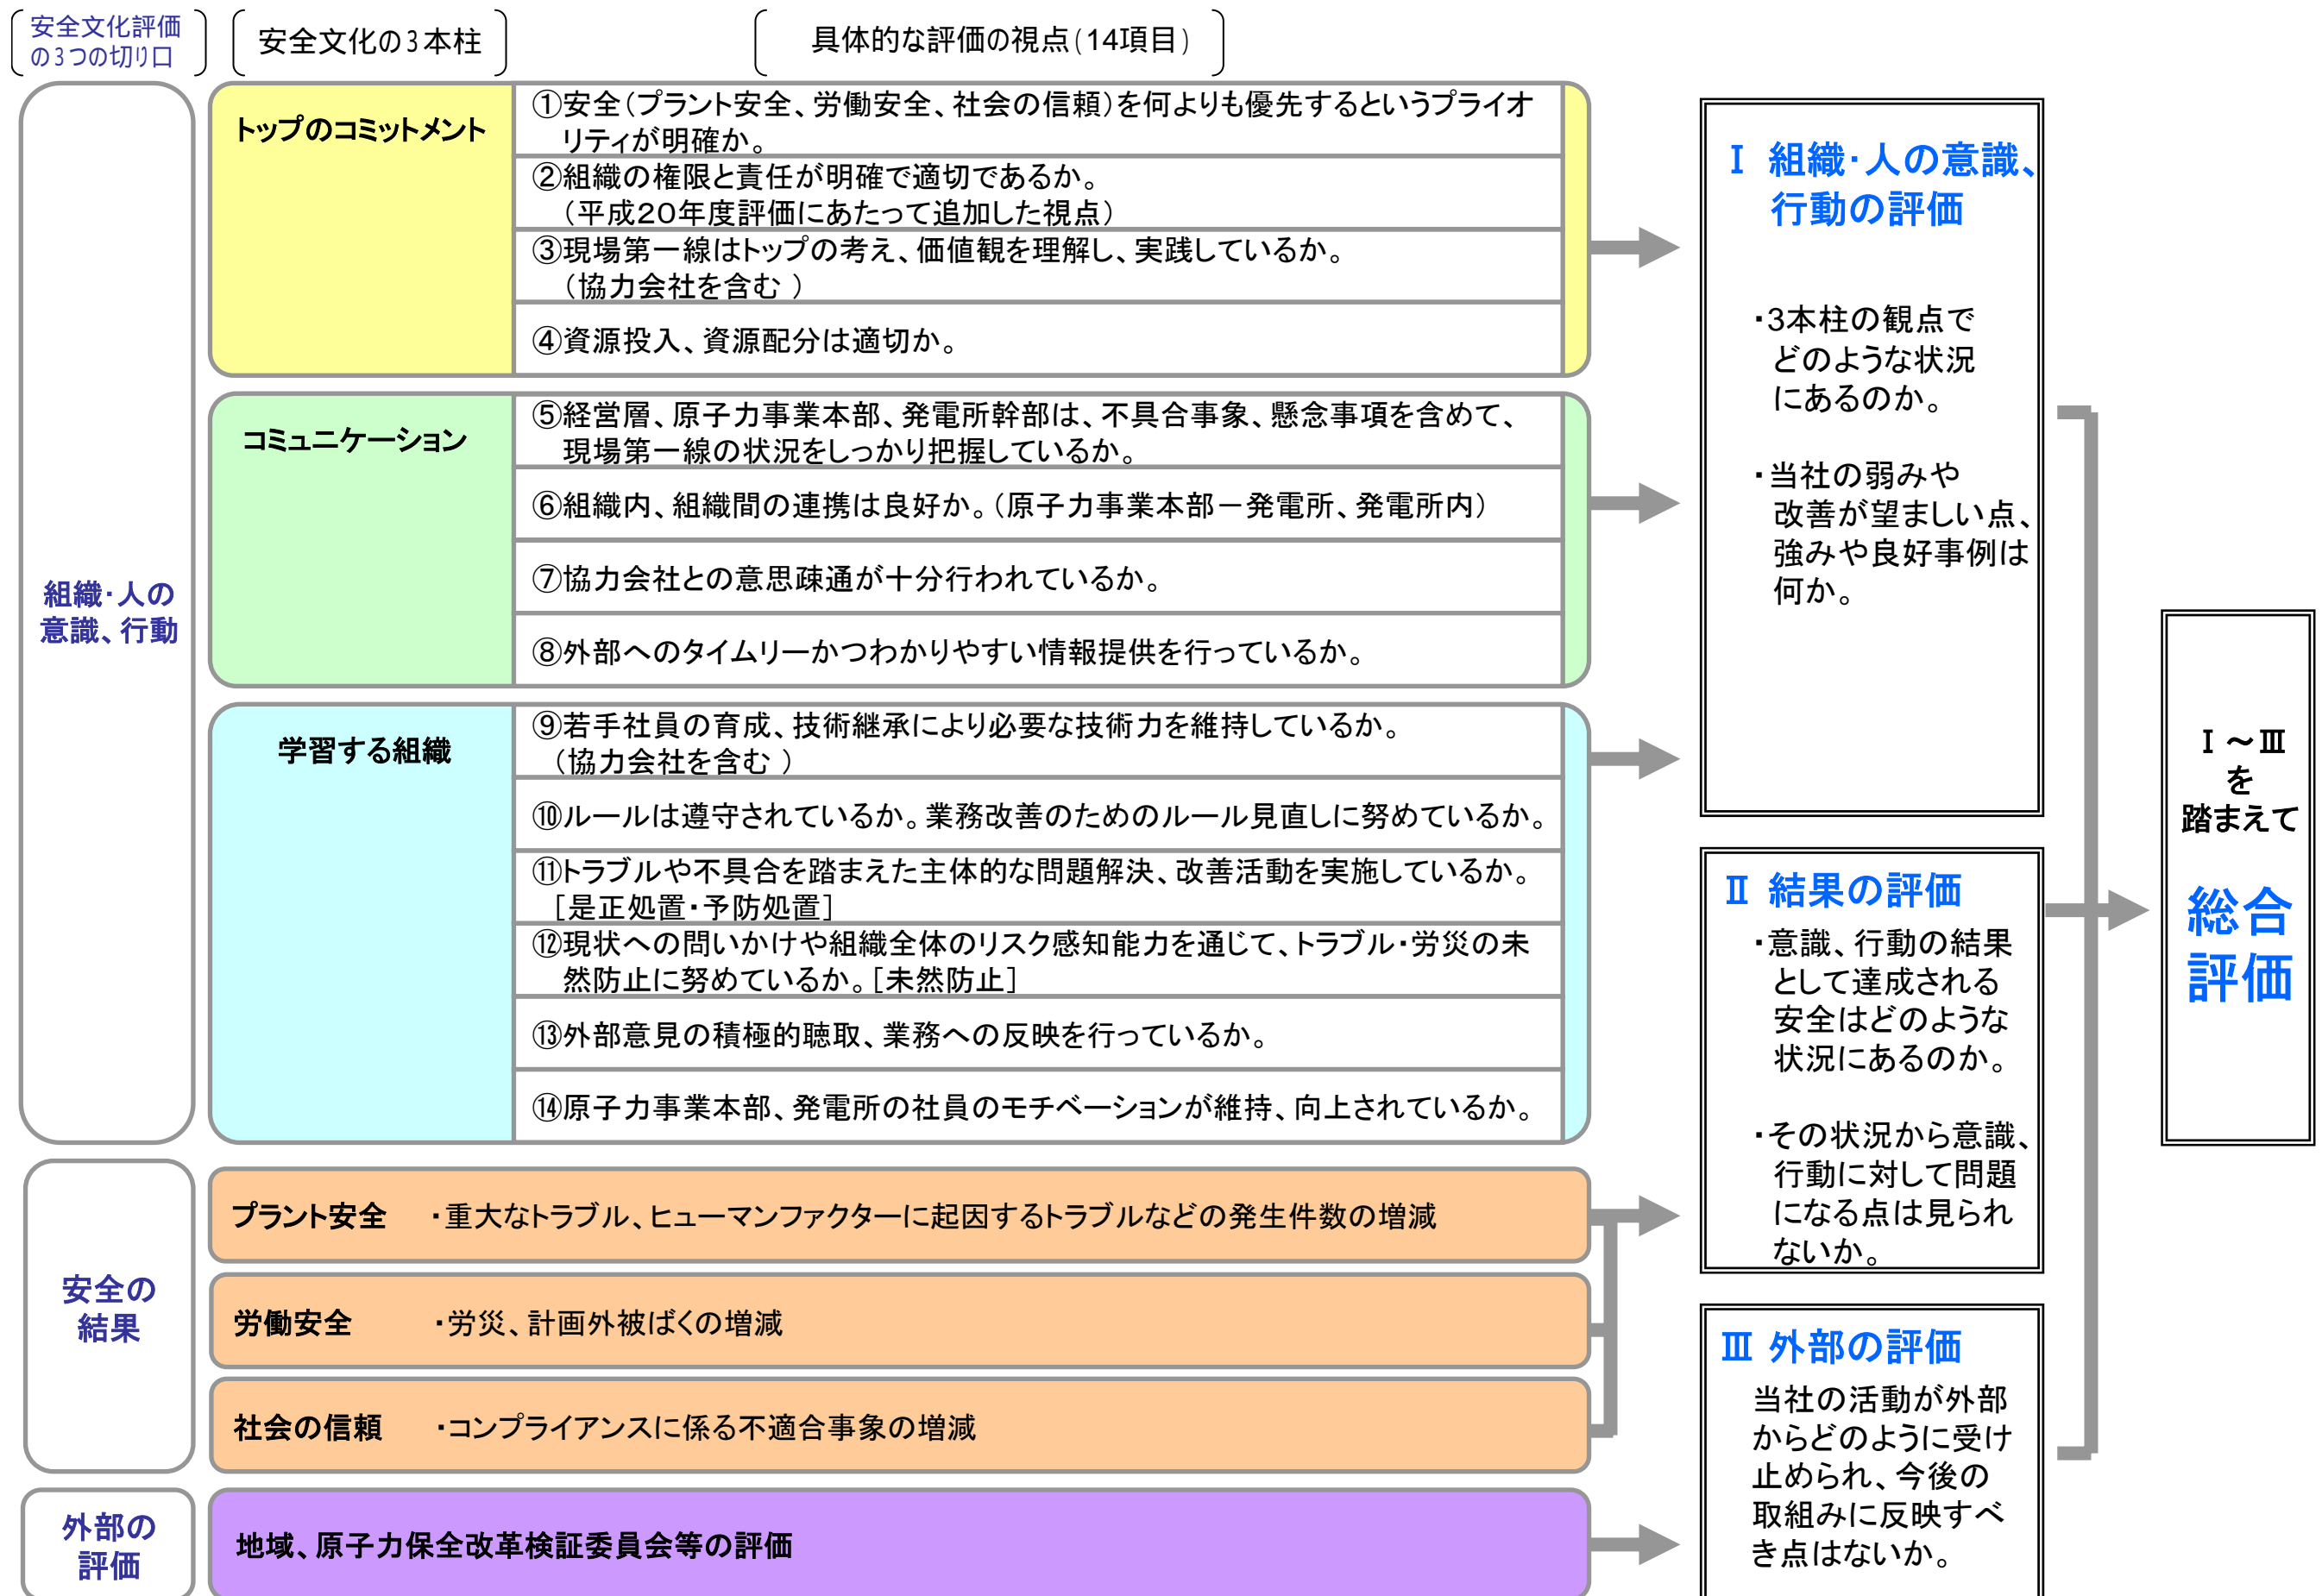 安全文化評価
の3つの切り口
安全文化の3本柱
具体的な評価の視点(14項目)
組織・人の
意識、行動
トップのコミットメント
①安全(プラント安全、労働安全、社会の信頼)を何よりも優先するというプライオ
リティが明確か。
②組織の権限と責任が明確で適切であるか。
(平成20年度評価にあたって追加した視点)
③現場第一線はトップの考え、価値観を理解し、実践しているか。
(協力会社を含む )
④資源投入、資源配分は適切か。
コミュニケーション
⑤経営層、原子力事業本部、発電所幹部は、不具合事象、懸念事項を含めて、
現場第一線の状況をしっかり把握しているか。
⑥組織内、組織間の連携は良好か。(原子力事業本部-発電所、発電所内)
⑦協力会社との意思疎通が十分行われているか。
⑧外部へのタイムリーかつわかりやすい情報提供を行っているか。
学習する組織
⑨若手社員の育成、技術継承により必要な技術力を維持しているか。
(協力会社を含む )
⑩ルールは遵守されているか。業務改善のためのルール見直しに努めているか。
⑪トラブルや不具合を踏まえた主体的な問題解決、改善活動を実施しているか。
[是正処置・予防処置]
⑫現状への問いかけや組織全体のリスク感知能力を通じて、トラブル・労災の未
然防止に努めているか。[未然防止]
⑬外部意見の積極的聴取、業務への反映を行っているか。
⑭原子力事業本部、発電所の社員のモチベーションが維持、向上されているか。
安全の
結果
プラント安全 ・重大なトラブル、ヒューマンファクターに起因するトラブルなどの発生件数の増減
労働安全 ・労災、計画外被ばくの増減
社会の信頼 ・コンプライアンスに係る不適合事象の増減
外部の
評価
地域、原子力保全改革検証委員会等の評価
Ⅰ 組織・人の意識、
行動の評価
・3本柱の観点で
どのような状況
にあるのか。
・当社の弱みや
改善が望ましい点、
強みや良好事例は
何か。
Ⅱ 結果の評価
・意識、行動の結果
として達成される
安全はどのような
状況にあるのか。
・その状況から意識、
行動に対して問題
になる点は見られ
ないか。
Ⅲ 外部の評価
当社の活動が外部
からどのように受け
止められ、今後の
取組みに反映すべ
き点はないか。
Ⅰ～Ⅲ
を
踏まえて
総合
評価